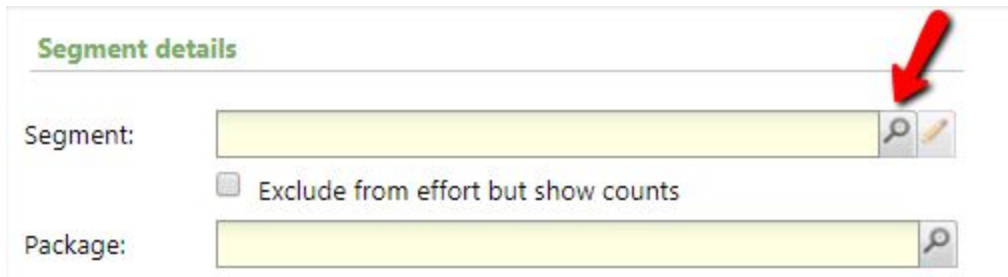 Segment details
Segment:
Exclude from effort but show counts
Package: